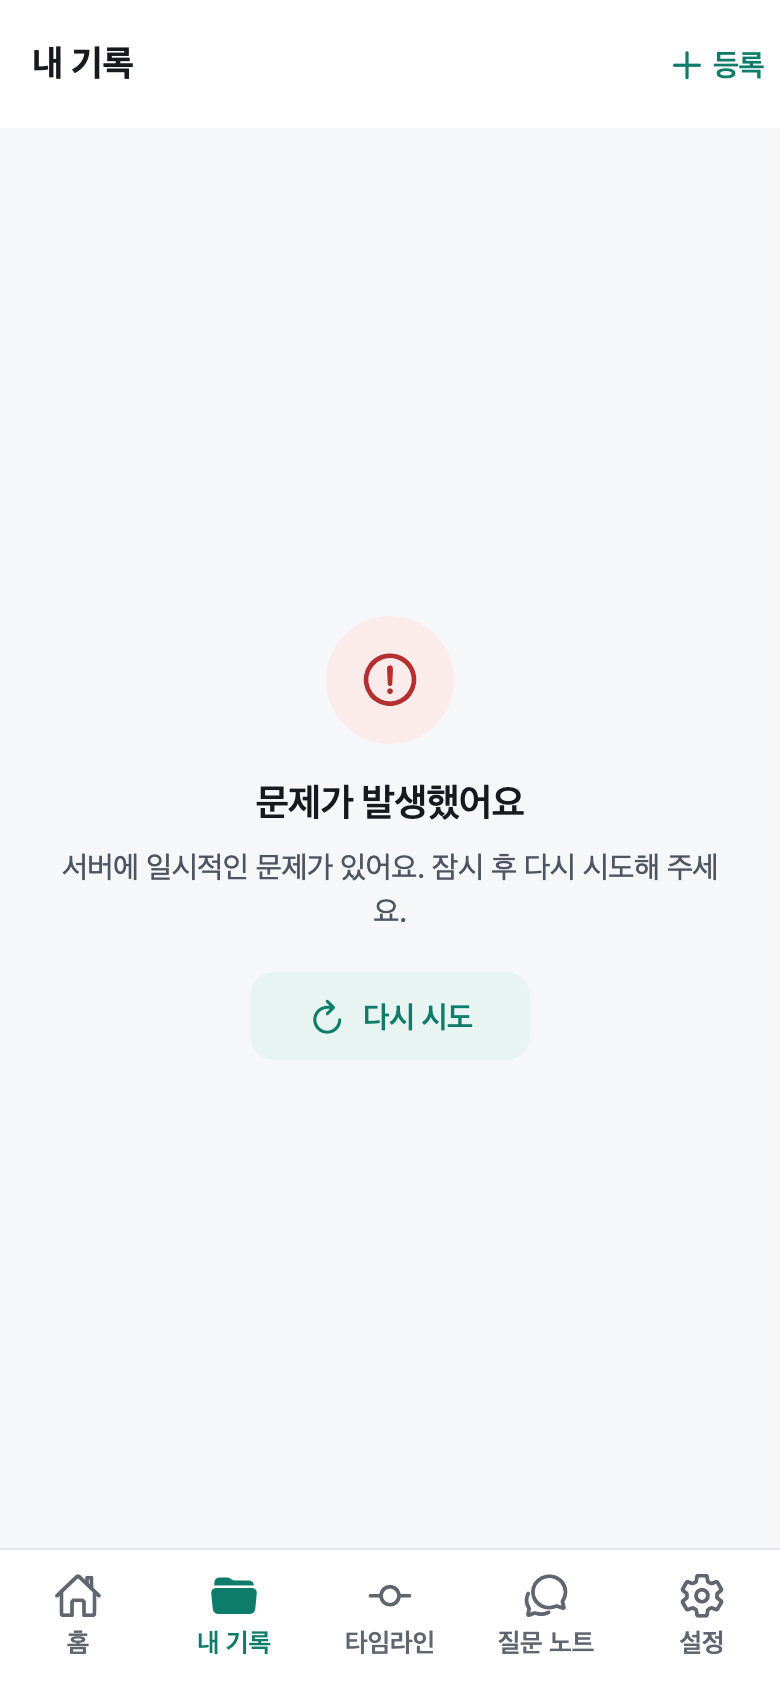 내 기록
등록
문제가 발생했어요
서버에 일시적인 문제가 있어요. 잠시 후 다시 시도해 주세
요.
다시 시도
홈
내 기록
타임라인
질문 노트
설정